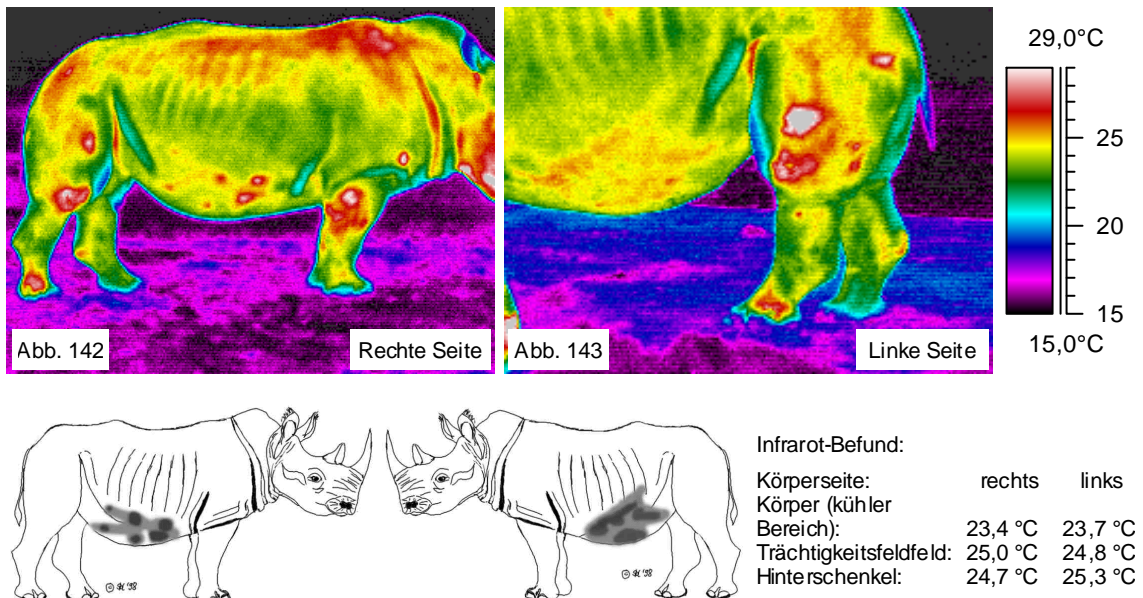 29,0°C
25
20
15
15,0°C
Abb. 142
Rechte Seite
Abb. 143
Linke Seite
Infrarot-Befund:
Körperseite: rechts links
Körper (kühler
Bereich): 23,4 °C 23,7 °C
Trächtigkeitsfeldfeld: 25,0 °C 24,8 °C
Hinterschenkel: 24,7 °C 25,3 °C